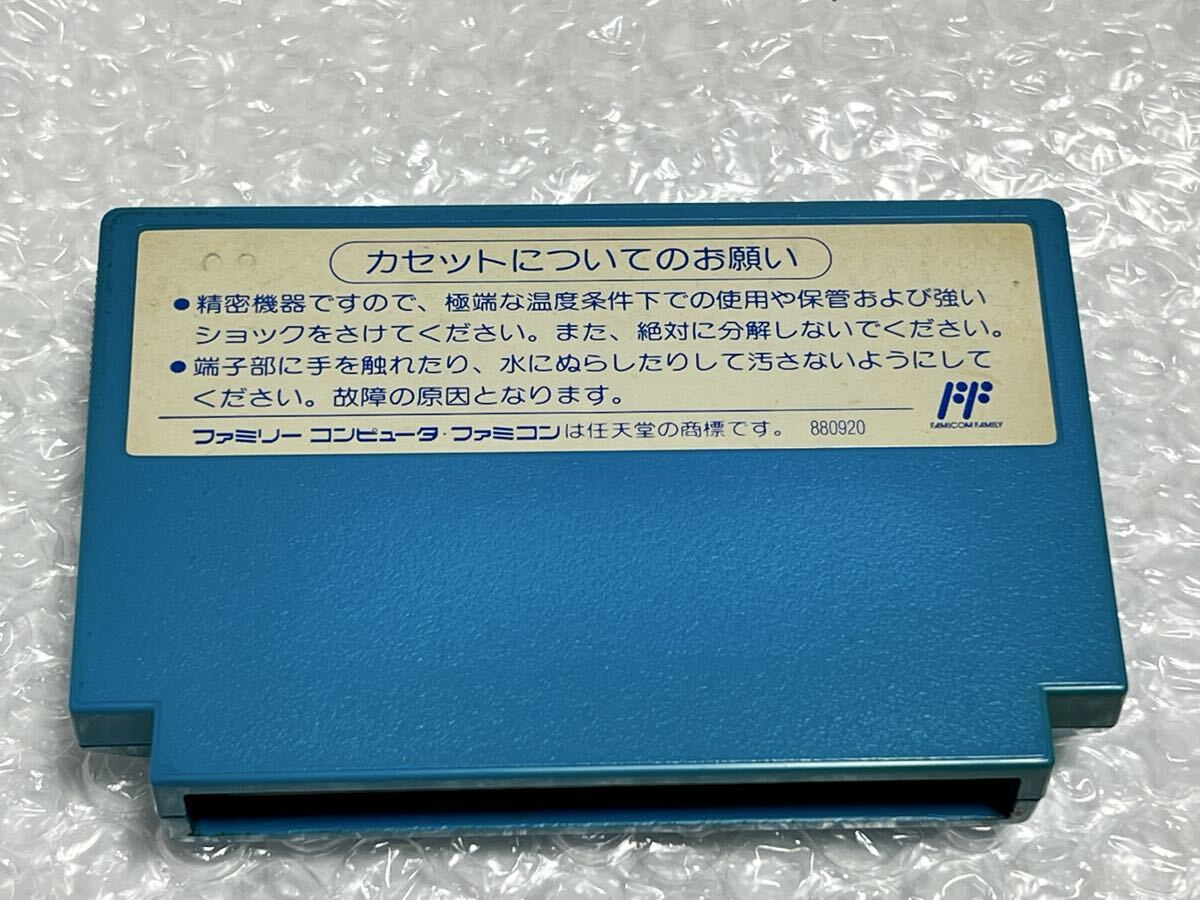 カセットについてのお願い
●精密機器ですので、極端な温度条件下での使用や保管および強い
ショックをさけてください。また、絶対に分解しないでください。
●端子部に手を触れたり、水にぬらしたりして汚さないようにして
ください。故障の原因となります。
FF
FAMICOM FAMILY
ファミリー コンピュータ・ファミコンは任天堂の商標です。 880920